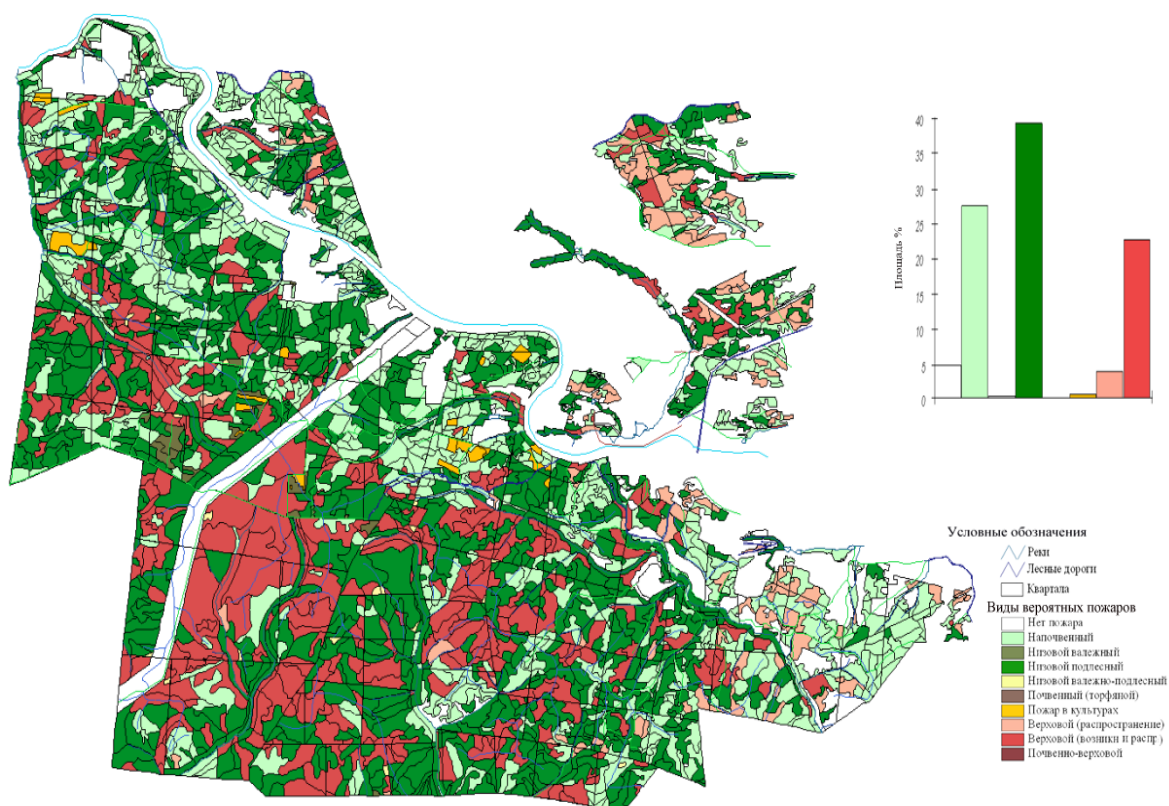 40
35
30
25
20
15
10
5
0
Площадь %
Условные обозначения
Реки
Лесные дороги
Квартала
Виды вероятных пожаров
Нет пожара
Напочвенный
Низовой валежный
Низовой подлесный
Низовой валежно-подлесный
Почвенный (торфяной)
Пожар в культурах
Верховой (распространение)
Верховой (возники и распр.)
Почвенно-верховой